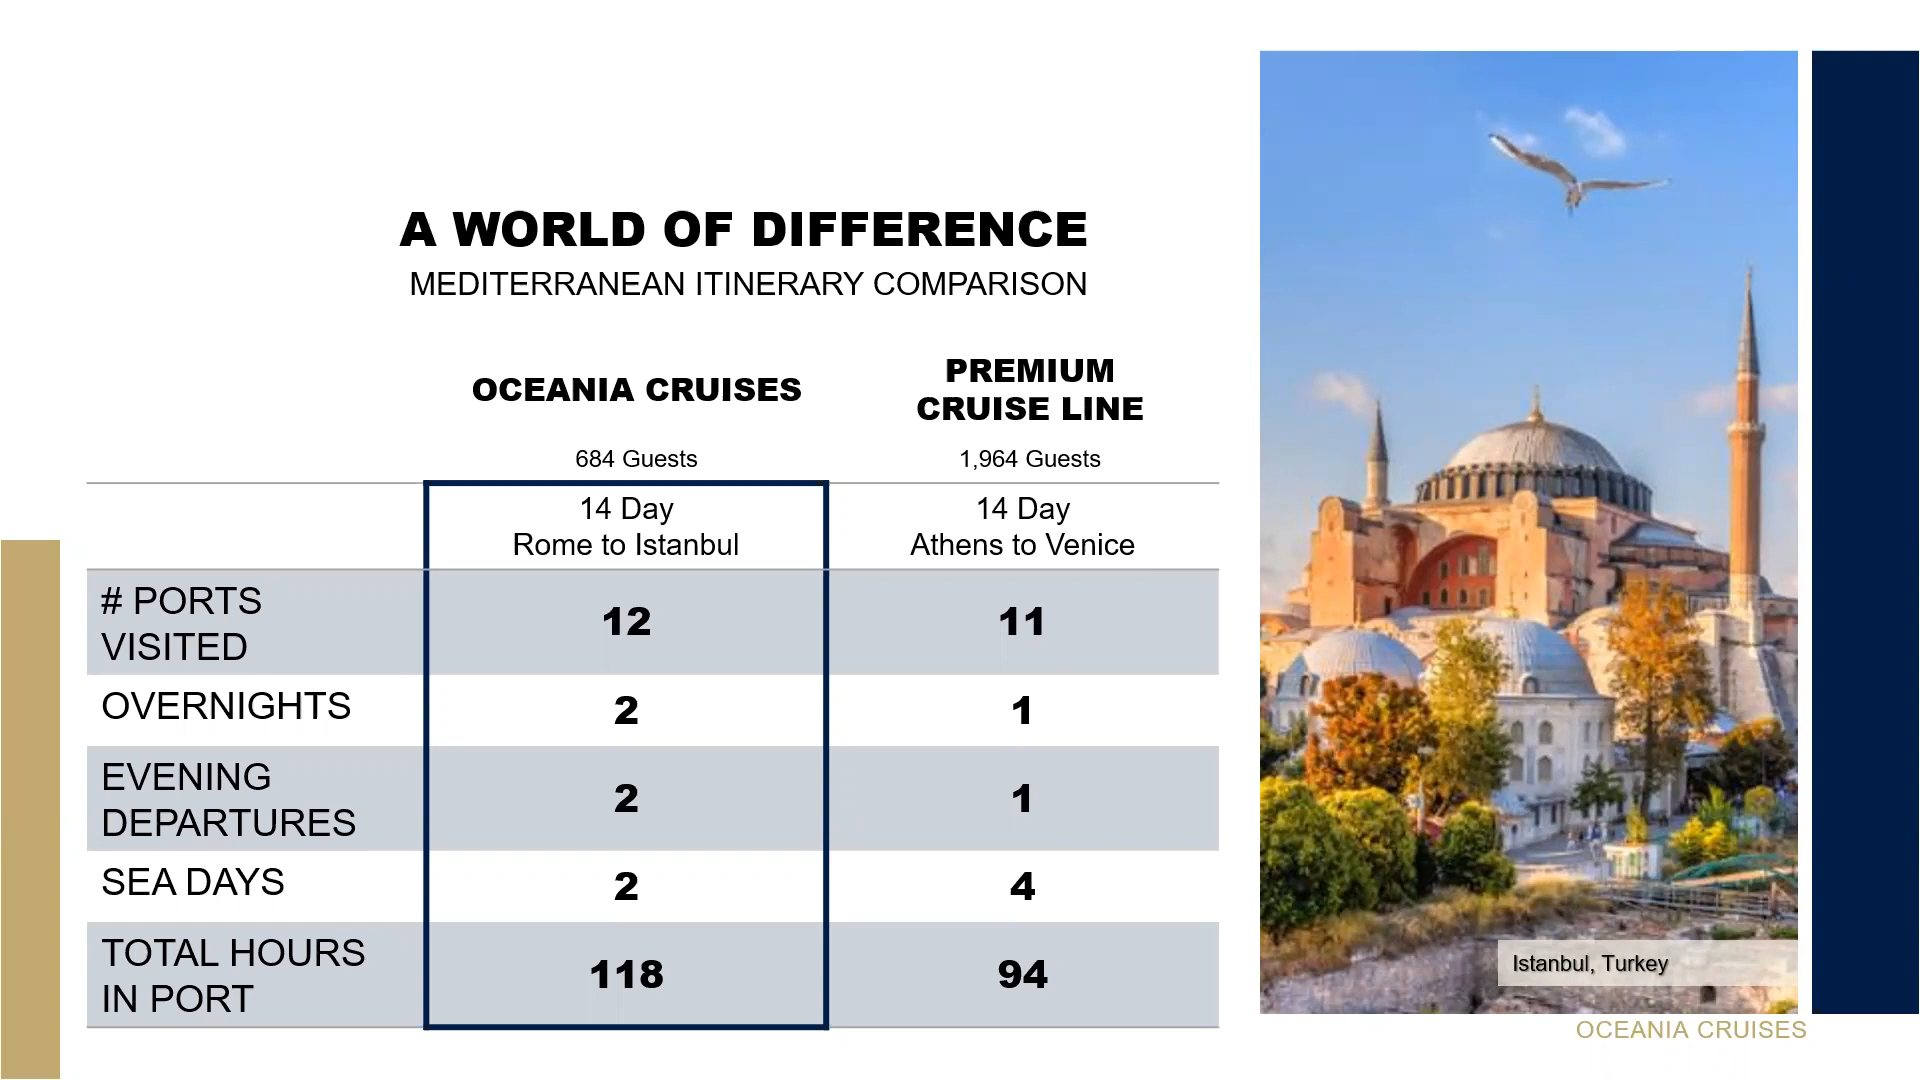 A WORLD OF DIFFERENCE
MEDITERRANEAN ITINERARY COMPARISON
OCEANIA CRUISES
PREMIUM
CRUISE LINE
684 Guests
1,964 Guests
14 Day
Rome to Istanbul
14 Day
Athens to Venice
# PORTS
VISITED
12
11
OVERNIGHTS
2
1
EVENING
DEPARTURES
2
1
SEA DAYS
2
4
TOTAL HOURS
IN PORT
118
94
Istanbul, Turkey
OCEANIA CRUISES